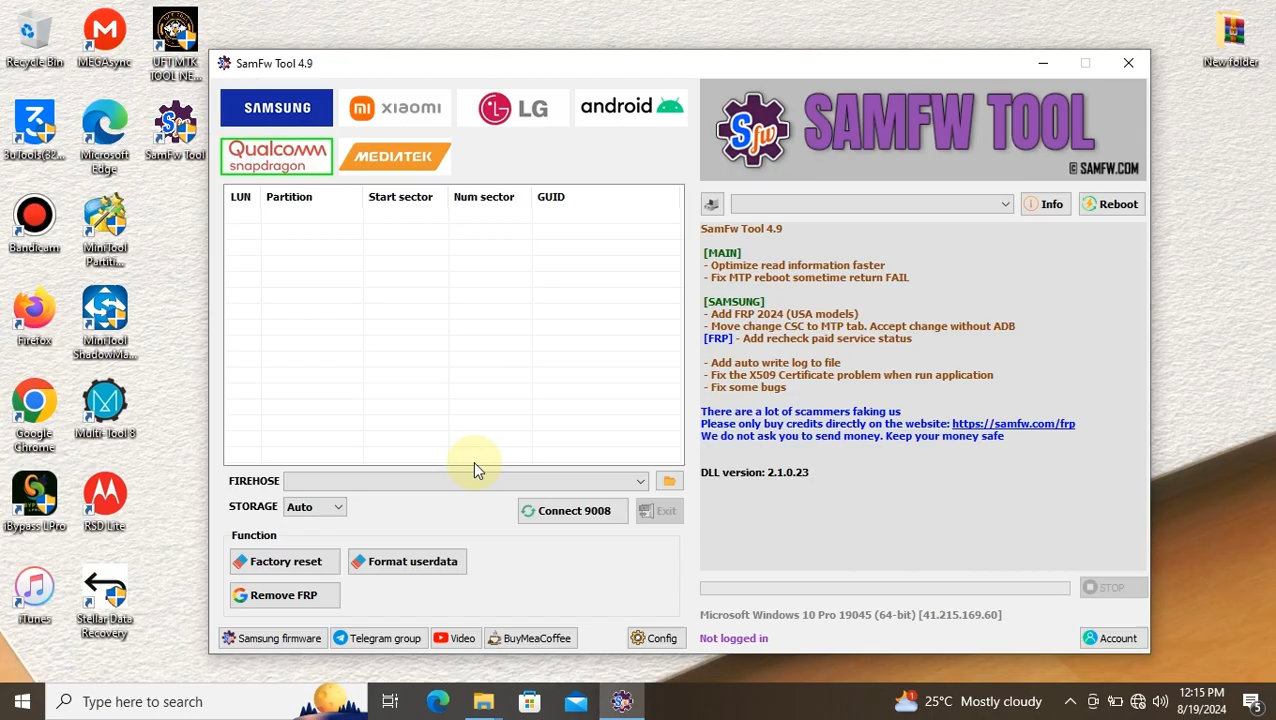 Recycle Bin
MEGAsync
UFT MTK
TOOL NE...
3uTools(32...
Microsoft
Edge
SamFw Tool
Bandicam
MiniTool
Partiti...
Firefox
MiniTool
ShadowMa...
Google
Chrome
Multi-Tool 8
iBypass LPro
RSD Lite
iTunes
Stellar Data
Recovery
New folder
SamFw Tool 4.9
SAMSUNG
xiaomi
LG
android
Qualcomm
snapdragon
MEDIATEK
LUN Partition Start sector Num sector GUID
FIREHOSE
STORAGE Auto
Connect 9008
Exit
Function
Factory reset
Format userdata
Remove FRP
Samsung firmware
Telegram group
Video
BuyMeaCoffee
Config
Sfw
SAMFW TOOL
© SAMFW.COM
Info
Reboot
SamFw Tool 4.9
[MAIN]
- Optimize read information faster
- Fix MTP reboot sometime return FAIL
[SAMSUNG]
- Add FRP 2024 (USA models)
- Move change CSC to MTP tab. Accept change without ADB
[FRP] - Add recheck paid service status
- Add auto write log to file
- Fix the X509 Certificate problem when run application
- Fix some bugs
There are a lot of scammers faking us
Please only buy credits directly on the website: https://samfw.com/frp
We do not ask you to send money. Keep your money safe
DLL version: 2.1.0.23
STOP
Microsoft Windows 10 Pro 19045 (64-bit) [41.215.169.60]
Not logged in
Account
Type here to search
1
25°C Mostly cloudy
12:15 PM
8/19/2024
5